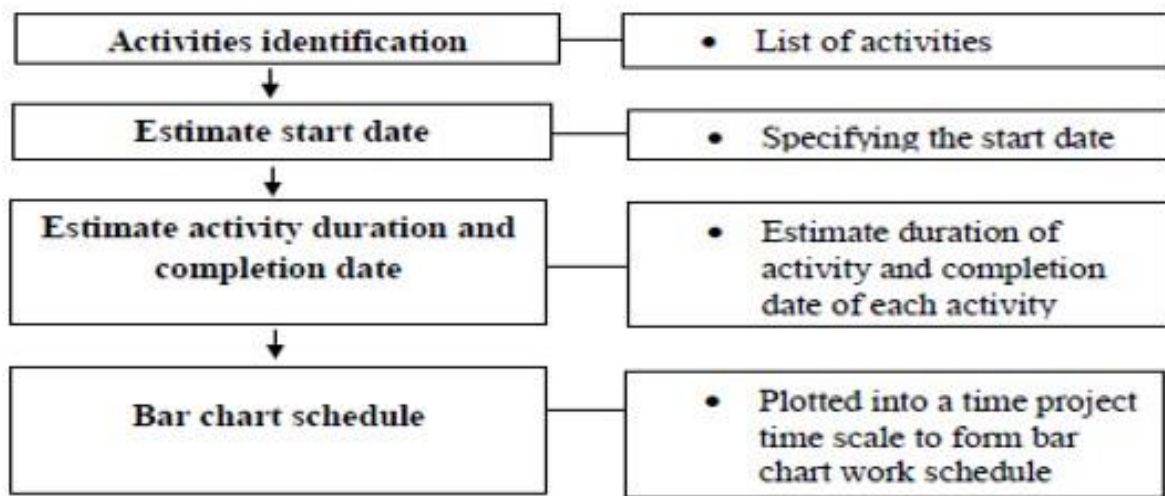 Activities identification
• List of activities
Estimate start date
• Specifying the start date
Estimate activity duration and
completion date
• Estimate duration of
activity and completion
date of each activity
Bar chart schedule
• Plotted into a time project
time scale to form bar
chart work schedule